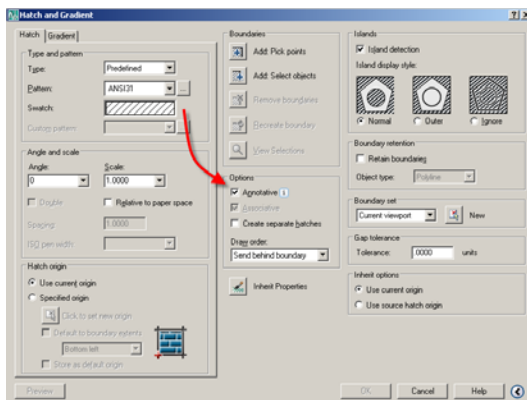 Hatch and Gradient
Hatch
Gradient
Type and pattern
Type:
Predefined
Pattern:
ANSI31
...
Swatch:
Custom pattern:
Angle and scale
Angle:
0
Scale:
1.0000
Double
Relative to paper space
Spacing:
1.0000
ISO pen width:
Hatch origin
Use current origin
Specified origin
Click to set new origin
Default to boundary extents
Bottom left
Store as default origin
Preview
Boundaries
Add: Pick points
Add: Select objects
Remove boundaries
Recreate boundary
View Selections
Options
Annotative
Associative
Create separate hatches
Draw order:
Send behind boundary
Inherit Properties
Islands
Island detection
Island display style:
Normal
Outer
Ignore
Boundary retention
Retain boundaries
Object type:
Polyline
Boundary set
Current viewport
New
Gap tolerance
Tolerance:
.0000
units
Inherit options
Use current origin
Use source hatch origin
OK
Cancel
Help